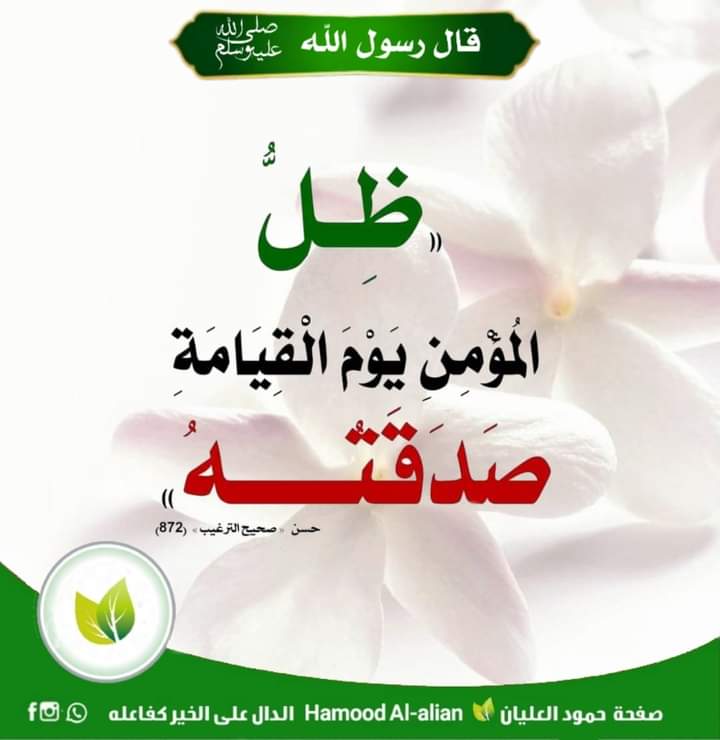 قال رسول الله صلى الله عليه وسلم
((ظِلُّ
المُؤْمِنِ يَوْمَ الْقِيَامَةِ
صَدَقَتُهُ))
حسن «صحيح الترغيب» (872)
صفحة حمود العليان Hamood Al-alian الدال على الخير كفاعله